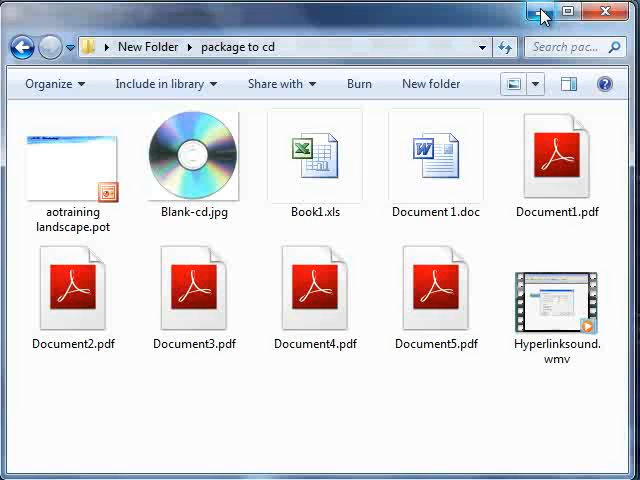 New Folder package to cd
Search pac...
Organize Include in library Share with Burn New folder
aotraining
landscape.pot
Blank-cd.jpg
Book1.xls
Document 1.doc
Document1.pdf
Document2.pdf
Document3.pdf
Document4.pdf
Document5.pdf
Hyperlinksound.
wmv